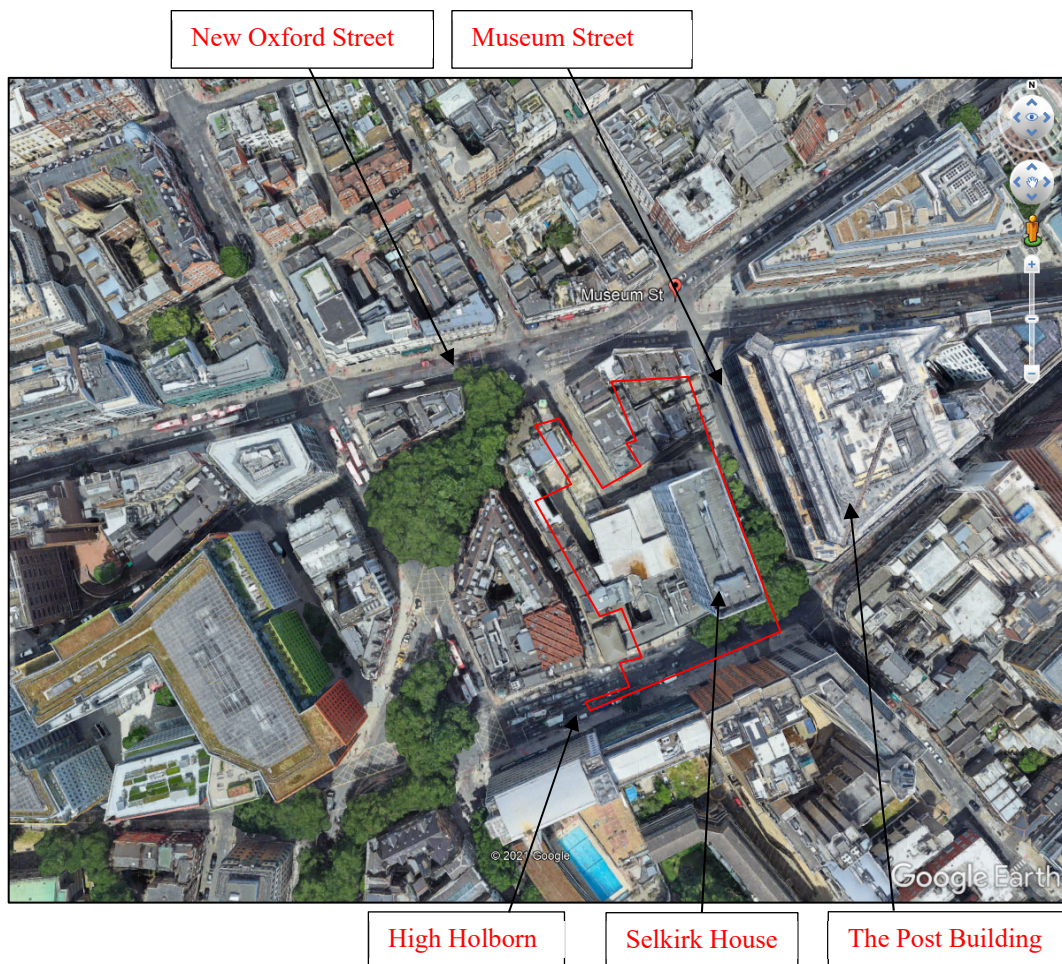 New Oxford Street
Museum Street
N
Museum St
© 2021 Google
Google Earth
High Holborn
Selkirk House
The Post Building